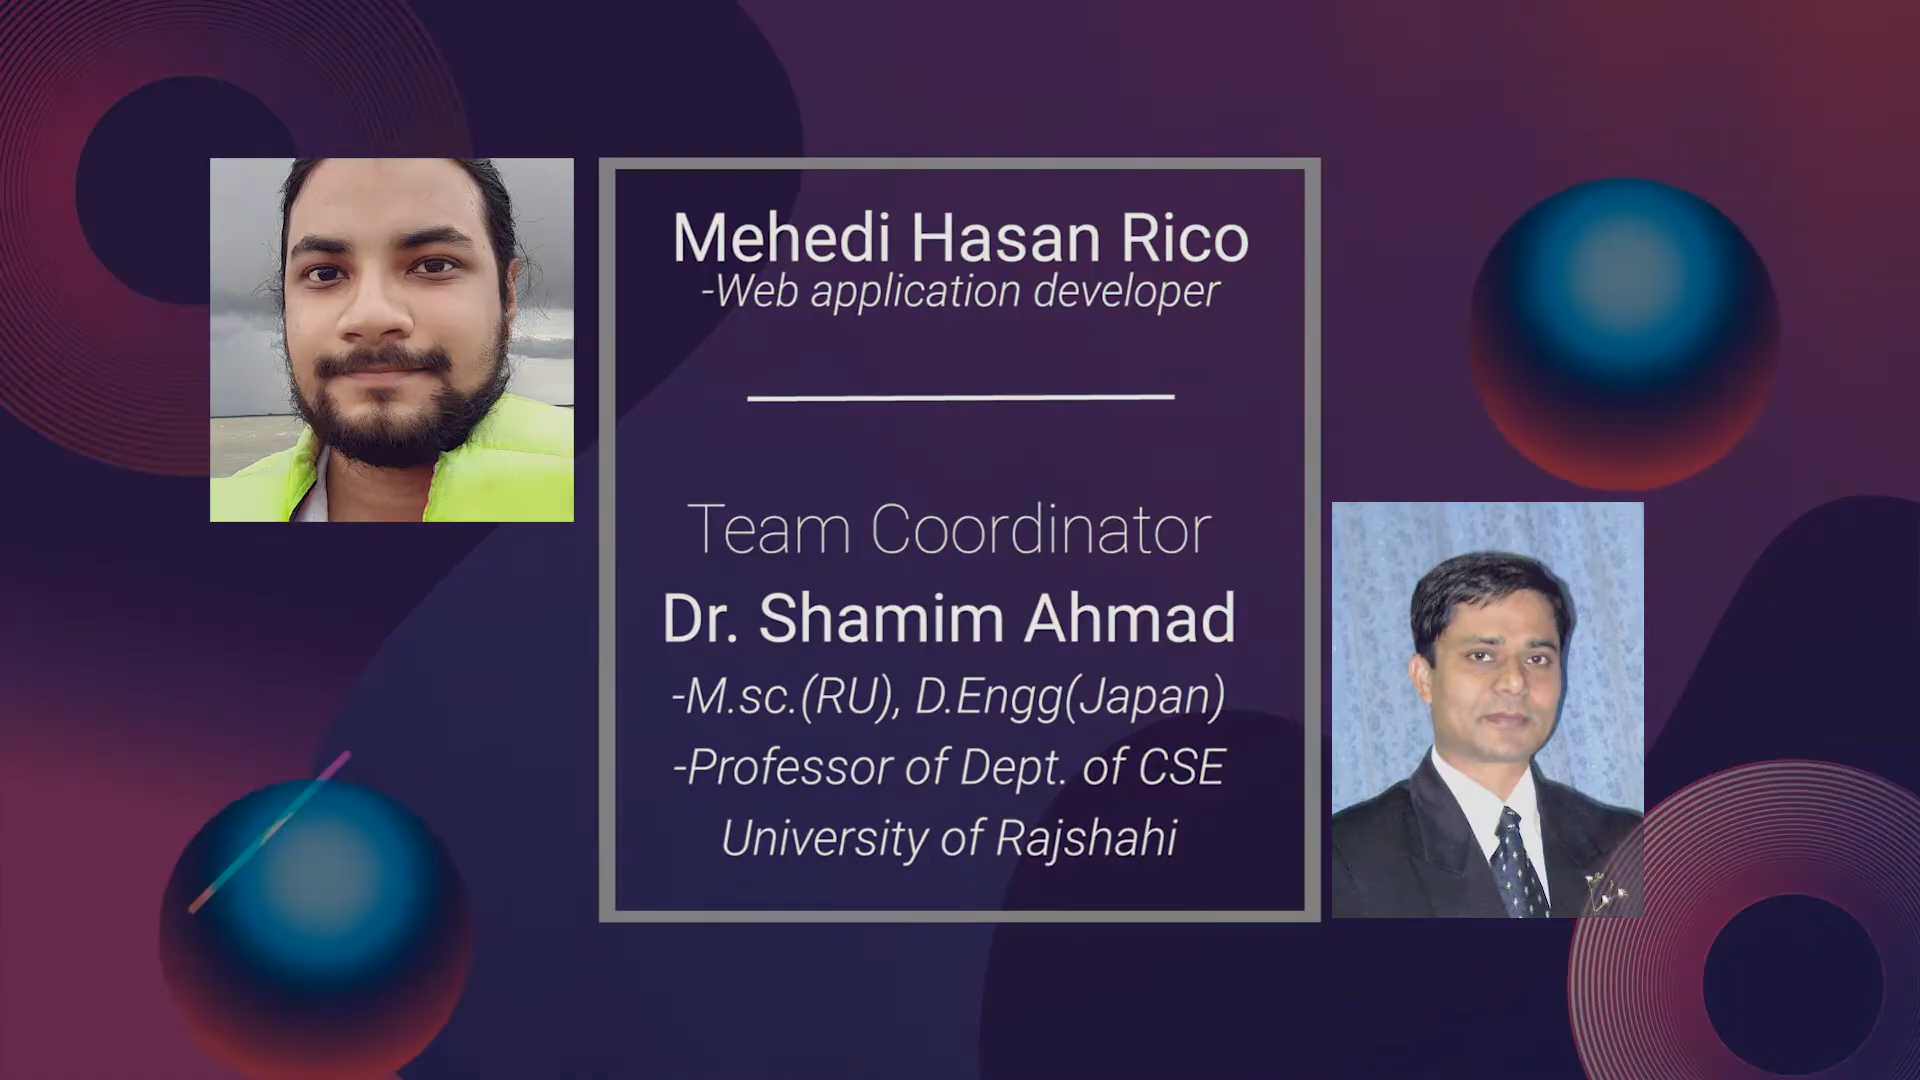 Mehedi Hasan Rico
-Web application developer
Team Coordinator
Dr. Shamim Ahmad
-M.sc.(RU), D.Engg(Japan)
-Professor of Dept. of CSE
University of Rajshahi